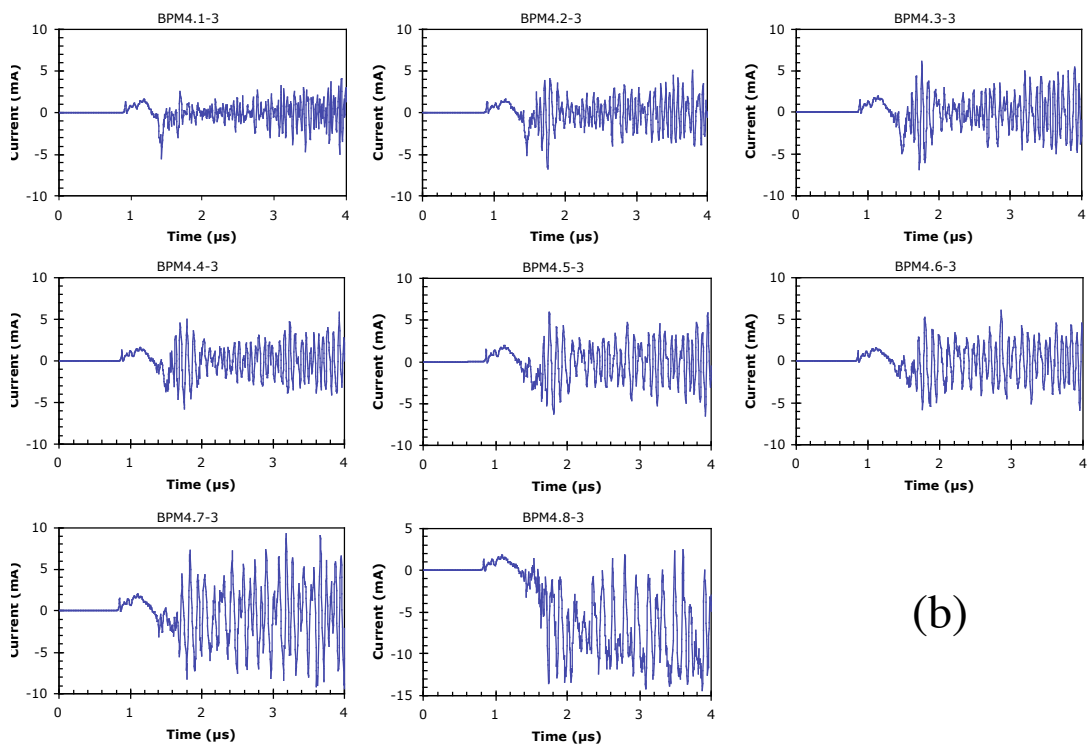 BPM4.1-3 BPM4.2-3 BPM4.3-3
10 10 10
5 5 5
Current (mA) Current (mA) Current (mA)
0 0 0
-5 -5 -5
-10 -10 -10
0 1 2 3 4 0 1 2 3 4 0 1 2 3 4
Time (µs) Time (µs) Time (µs)
BPM4.4-3 BPM4.5-3 BPM4.6-3
10 10 10
5 5 5
Current (mA) Current (mA) Current (mA)
0 0 0
-5 -5 -5
-10 -10 -10
0 1 2 3 4 0 1 2 3 4 0 1 2 3 4
Time (µs) Time (µs) Time (µs)
BPM4.7-3 BPM4.8-3
10 5
5 0
Current (mA) Current (mA)
0 -5
(b)
-5 -10
-10 -15
0 1 2 3 4 0 1 2 3 4
Time (µs) Time (µs)